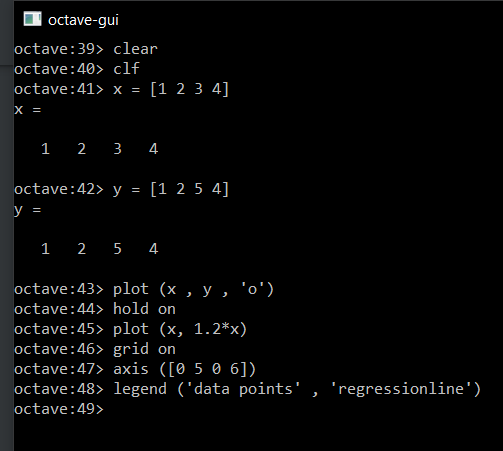 octave-gui
octave:39> clear
octave:40> clf
octave:41> x = [1 2 3 4]
x =
1 2 3 4
octave:42> y = [1 2 5 4]
y =
1 2 5 4
octave:43> plot (x , y , 'o')
octave:44> hold on
octave:45> plot (x, 1.2*x)
octave:46> grid on
octave:47> axis ([0 5 0 6])
octave:48> legend ('data points' , 'regressionline')
octave:49>